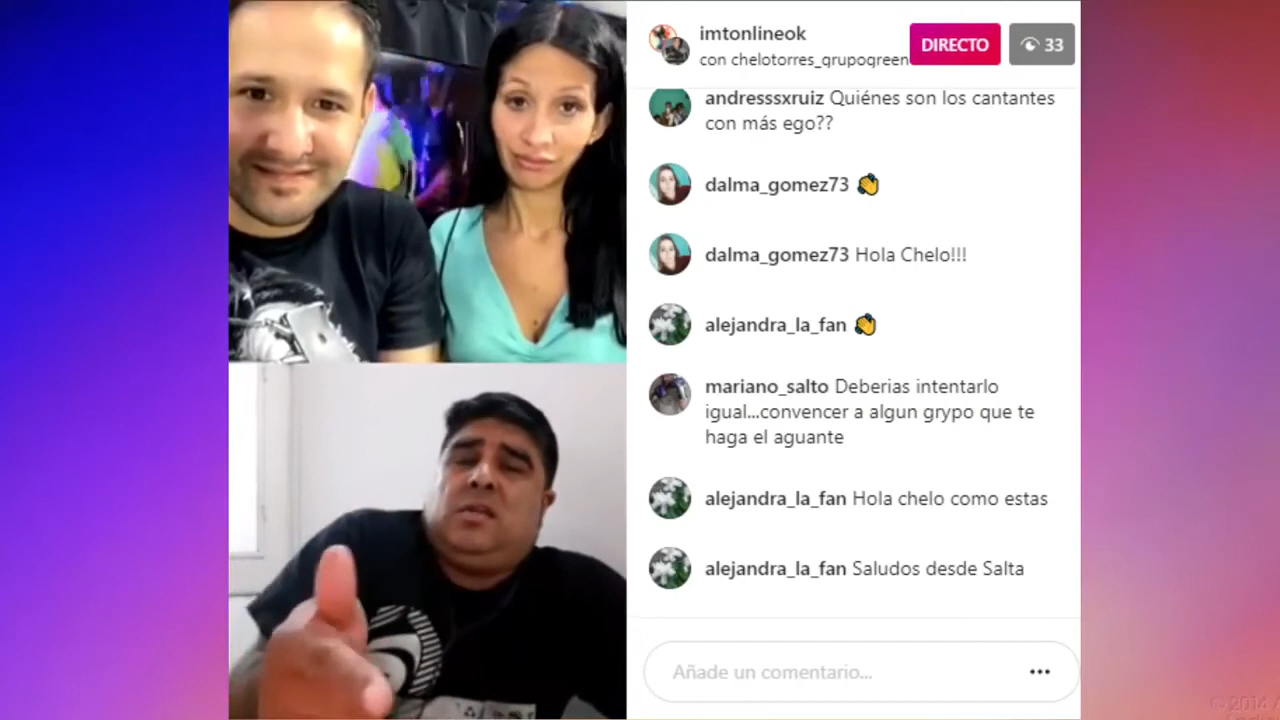 imtonlineok
con chelotorres_grupogreen
DIRECTO
33
andresssxruiz Quiénes son los cantantes
con más ego??
dalma_gomez73
dalma_gomez73 Hola Chelo!!!
alejandra_la_fan
mariano_salto Deberias intentarlo
igual...convencer a algun grypo que te
haga el aguante
alejandra_la_fan Hola chelo como estas
alejandra_la_fan Saludos desde Salta
Añade un comentario...
© 2014